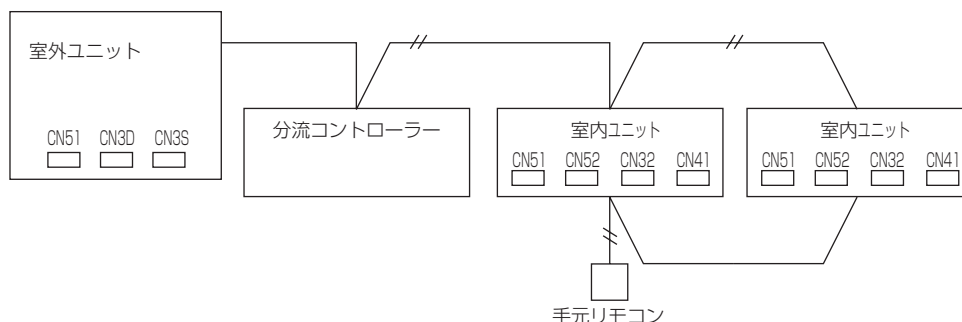 室外ユニット
CN51 CN3D CN3S
分流コントローラー
室内ユニット
CN51 CN52 CN32 CN41
室内ユニット
CN51 CN52 CN32 CN41
手元リモコン